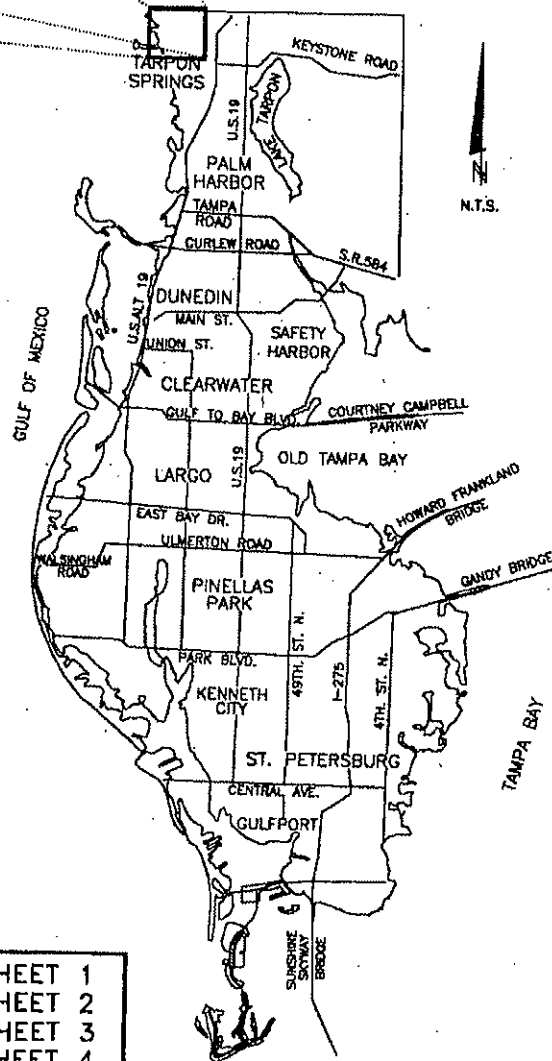 KEYSTONE ROAD
TARPON
SPRINGS
U.S.19
LAKE TARPON
N
N.T.S.
PALM
HARBOR
TAMPA
ROAD
CURLEW ROAD
S.R.584
GULF OF MEXICO
U.S.ALT 19
DUNEDIN
MAIN ST.
UNION ST.
SAFETY
HARBOR
CLEARWATER
GULF TO BAY BLVD.
COURTNEY CAMPBELL
PARKWAY
U.S.19
LARGO
OLD TAMPA BAY
HOWARD FRANKLAND
BRIDGE
EAST BAY DR.
ULMERTON ROAD
WALSINGHAM
ROAD
GANDY BRIDGE
PINELLAS
PARK
49TH. ST. N.
I-275
4TH. ST. N.
PARK BLVD.
KENNETH
CITY
TAMPA BAY
ST. PETERSBURG
CENTRAL AVE.
GULFPORT
SUNSHINE
SKYWAY
BRIDGE
HEET 1
HEET 2
HEET 3
HEET 4